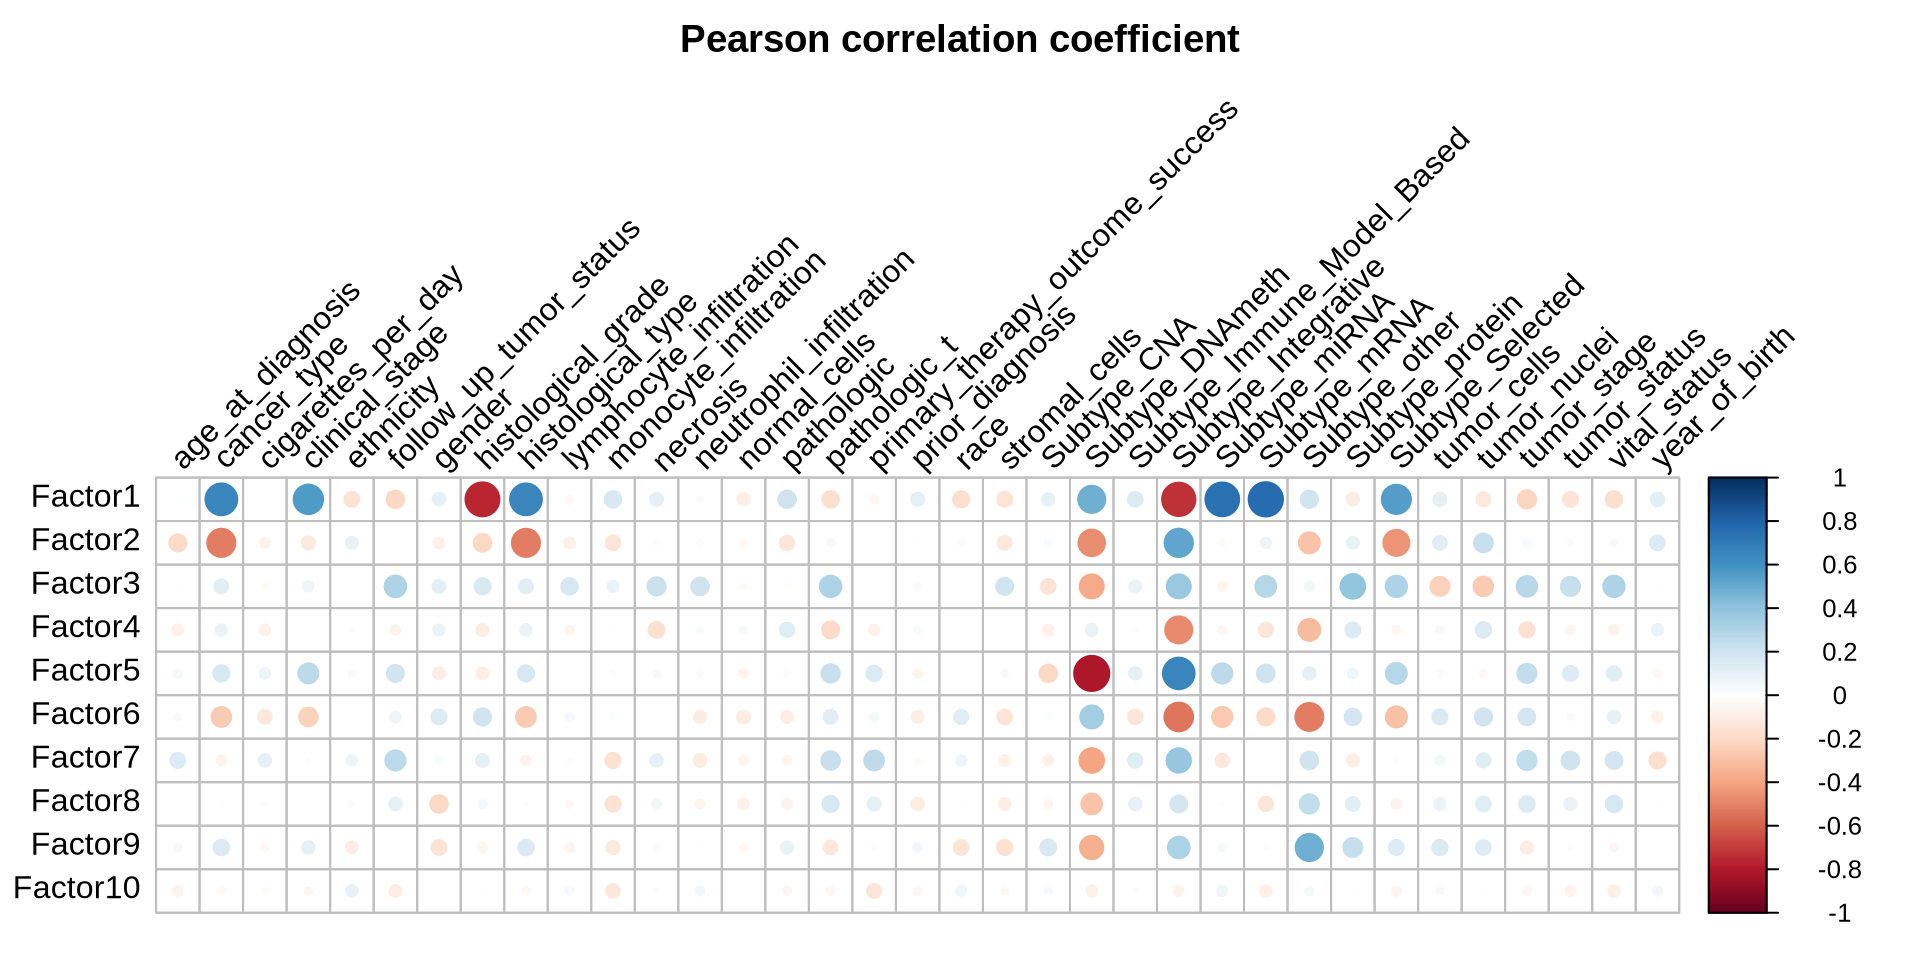 Pearson correlation coefficient
age_at_diagnosis
cancer_type
cigarettes_per_day
clinical_stage
ethnicity
follow_up_tumor_status
gender
histological_grade
histological_type
lymphocyte_infiltration
monocyte_infiltration
necrosis
neutrophil_infiltration
normal_cells
pathologic
pathologic_t
primary_therapy_outcome_success
prior_diagnosis
race
stromal_cells
Subtype_CNA
Subtype_DNAmeth
Subtype_Immune_Model_Based
Subtype_Integrative
Subtype_miRNA
Subtype_mRNA
Subtype_other
Subtype_protein
Subtype_Selected
tumor_cells
tumor_nuclei
tumor_stage
tumor_status
vital_status
year_of_birth
Factor1
Factor2
Factor3
Factor4
Factor5
Factor6
Factor7
Factor8
Factor9
Factor10
1
0.8
0.6
0.4
0.2
0
-0.2
-0.4
-0.6
-0.8
-1